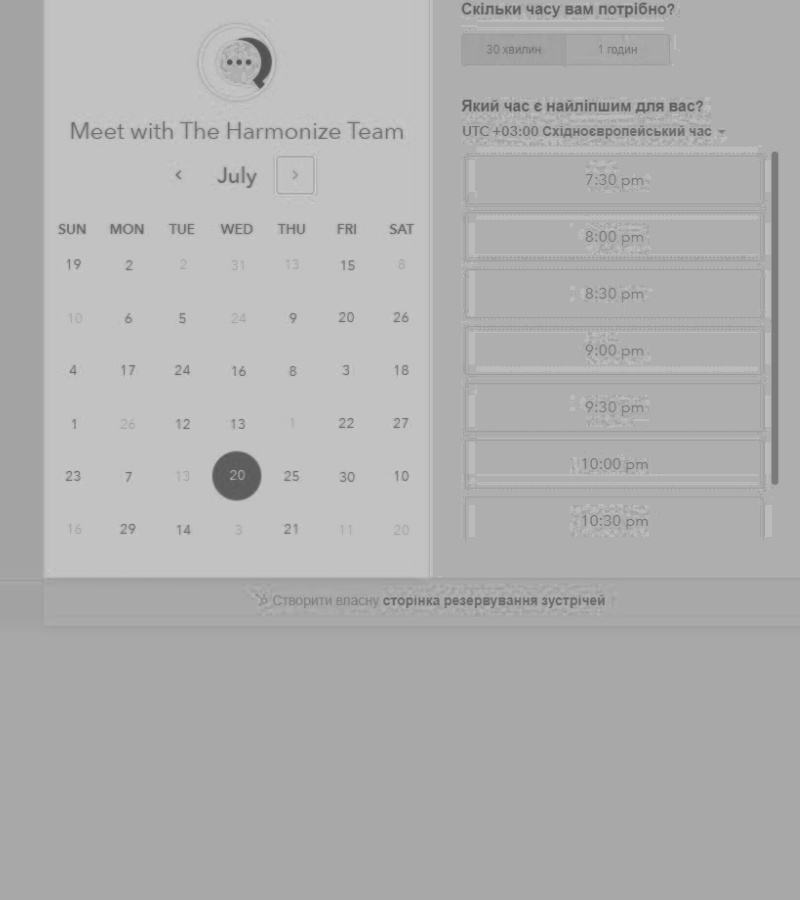 Meet with The Harmonize Team
July
SUN MON TUE WED THU FRI SAT
19 2 2 31 13 15 8
10 6 5 24 9 20 26
4 17 24 16 8 3 18
1 26 12 13 1 22 27
23 7 13 20 25 30 10
16 29 14 3 21 11 20
Скільки часу вам потрібно?
30 хвилин 1 годин
Який час є найліпшим для вас?
UTC +03:00 Східноєвропейський час
7:30 pm
8:00 pm
8:30 pm
9:00 pm
9:30 pm
10:00 pm
10:30 pm
Створити власну сторінка резервування зустрічей